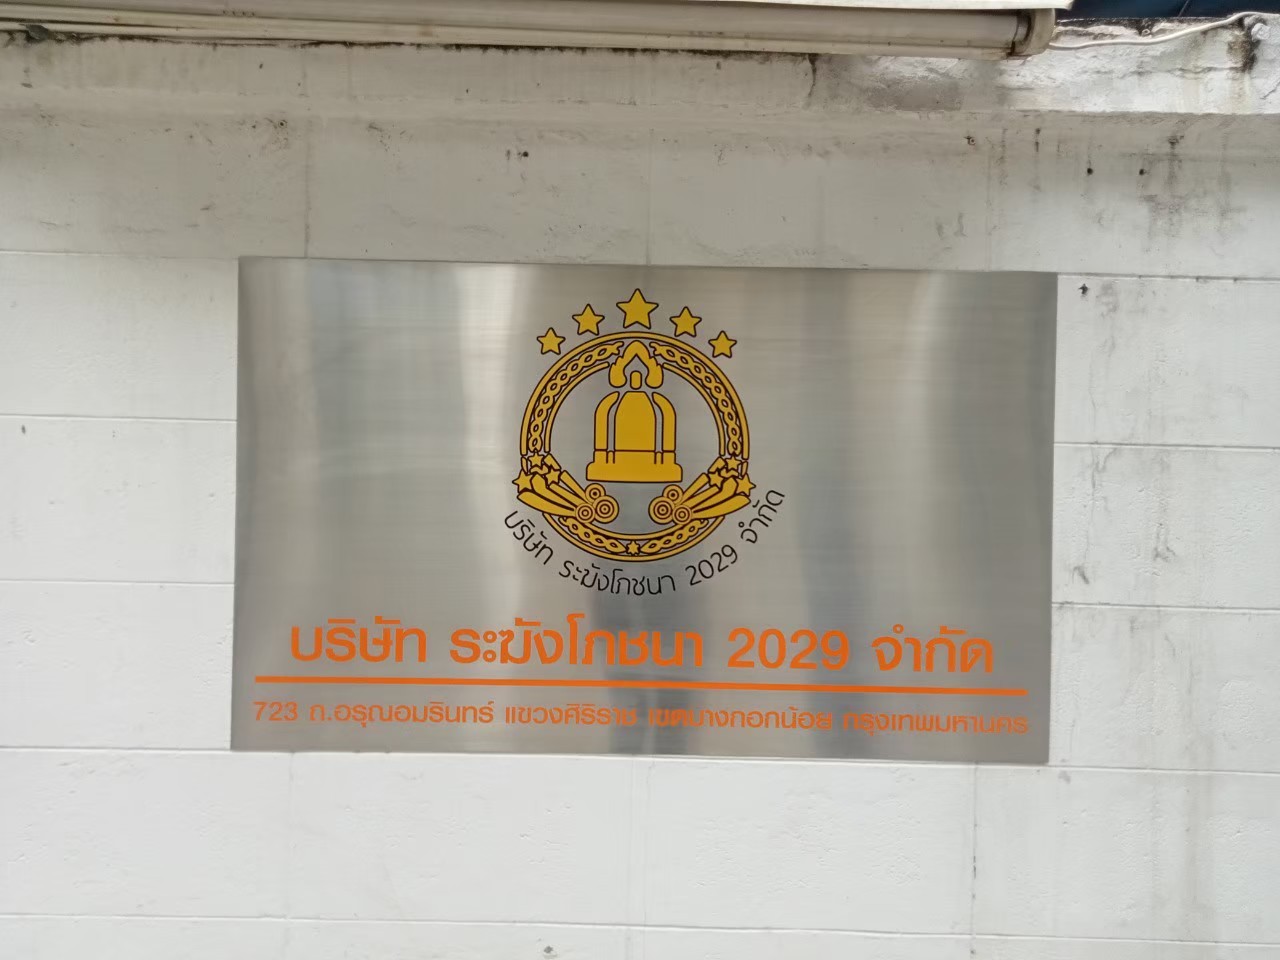 บริษัท ระฆังโภชนา 2029 จำกัด
บริษัท ระฆังโภชนา 2029 จำกัด
723 ถ.อรุณอมรินทร์ แขวงศิริราช เขตบางกอกน้อย กรุงเทพมหานคร